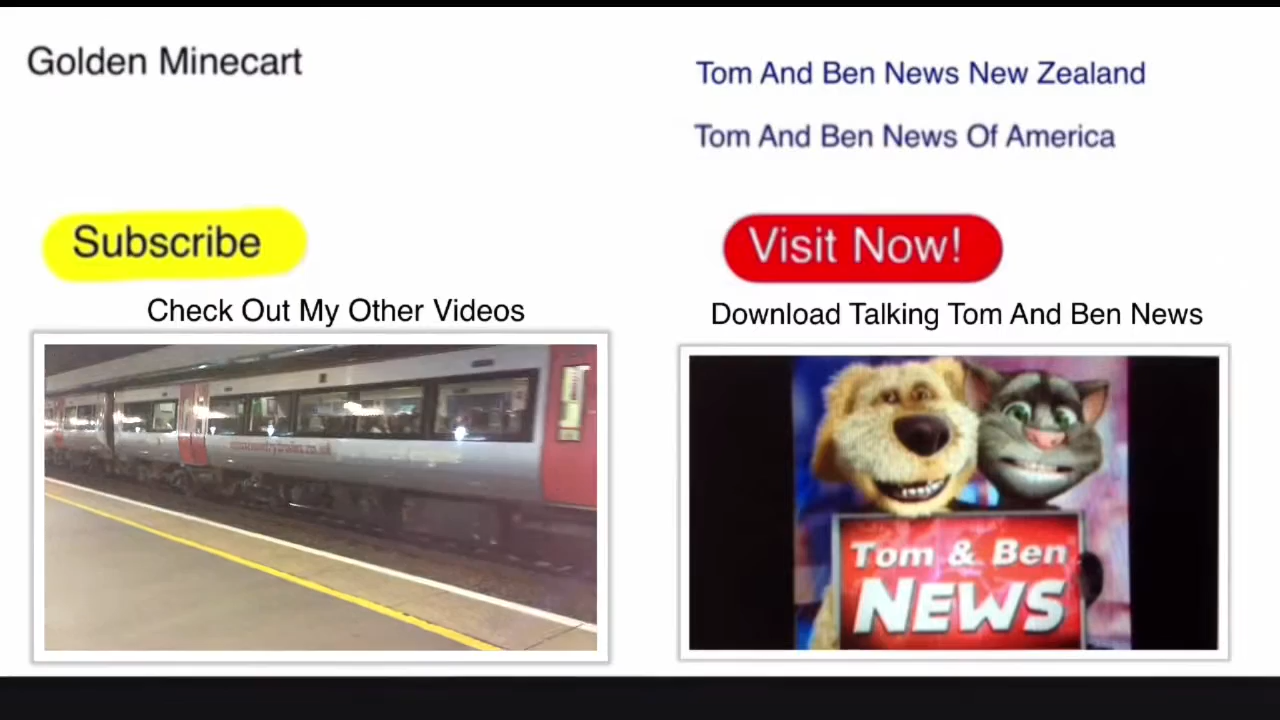 Golden Minecart
Tom And Ben News New Zealand
Tom And Ben News Of America
Subscribe
Visit Now!
Check Out My Other Videos
Download Talking Tom And Ben News
Tom & Ben
NEWS